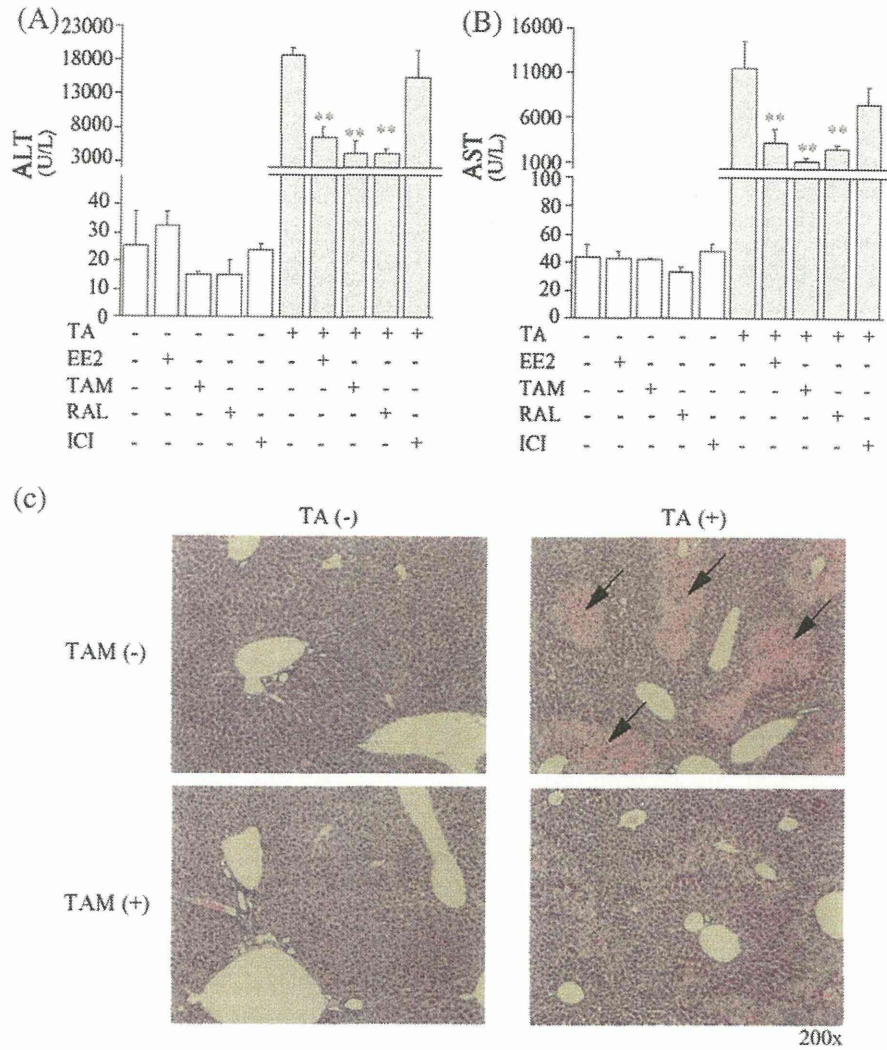 (A)
23000
18000
13000
8000
3000
40
30
20
10
0
ALT
(U/L)
** ** **
TA - - - - - + + + + +
EE2 - + - - - - + - - -
TAM - - + - - - - + - -
RAL - - - + - - - - + -
ICI - - - - + - - - - +
(B)
16000
11000
6000
1000
100
80
60
40
20
0
AST
(U/L)
** ** **
TA - - - - - + + + + +
EE2 - + - - - - + - - -
TAM - - + - - - - + - -
RAL - - - + - - - - + -
ICI - - - - + - - - - +
(c)
TA (-)
TA (+)
TAM (-)
TAM (+)
200x